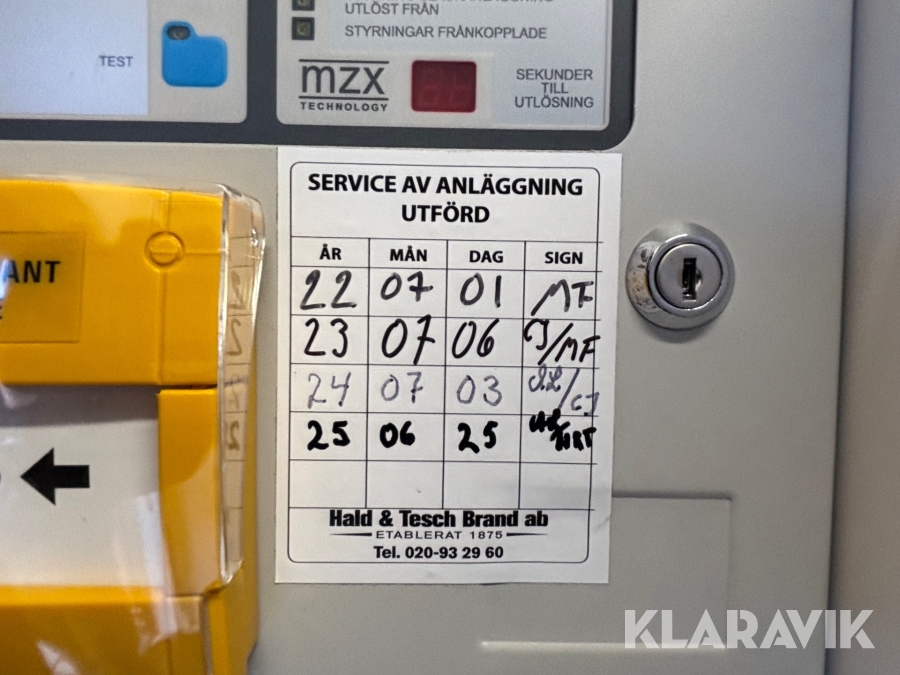 UTLÖST FRÅN
STYRNINGAR FRÅNKOPPLADE
TEST
mzx
TECHNOLOGY
SEKUNDER
TILL
UTLÖSNING
SERVICE AV ANLÄGGNING
UTFÖRD
ÅR MÅN DAG SIGN
22 07 01 MF
23 07 06 CJ/MF
24 07 03 /CJ
25 06 25
Hald & Tesch Brand ab
ETABLERAT 1875
Tel. 020-93 29 60
ANT
KLARAVIK